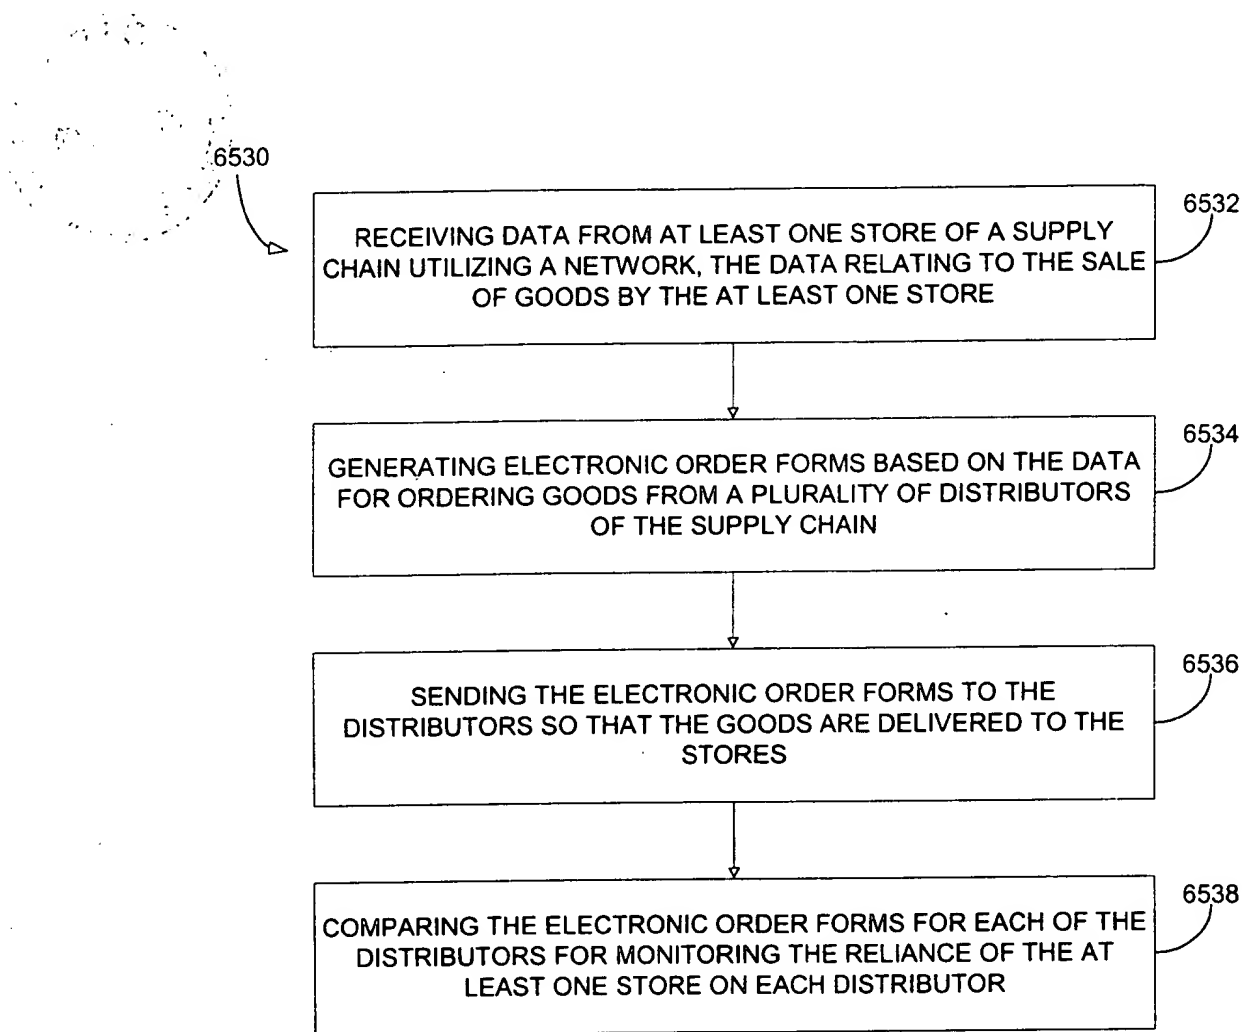 6530
6532
RECEIVING DATA FROM AT LEAST ONE STORE OF A SUPPLY
CHAIN UTILIZING A NETWORK, THE DATA RELATING TO THE SALE
OF GOODS BY THE AT LEAST ONE STORE
6534
GENERATING ELECTRONIC ORDER FORMS BASED ON THE DATA
FOR ORDERING GOODS FROM A PLURALITY OF DISTRIBUTORS
OF THE SUPPLY CHAIN
6536
SENDING THE ELECTRONIC ORDER FORMS TO THE
DISTRIBUTORS SO THAT THE GOODS ARE DELIVERED TO THE
STORES
6538
COMPARING THE ELECTRONIC ORDER FORMS FOR EACH OF THE
DISTRIBUTORS FOR MONITORING THE RELIANCE OF THE AT
LEAST ONE STORE ON EACH DISTRIBUTOR